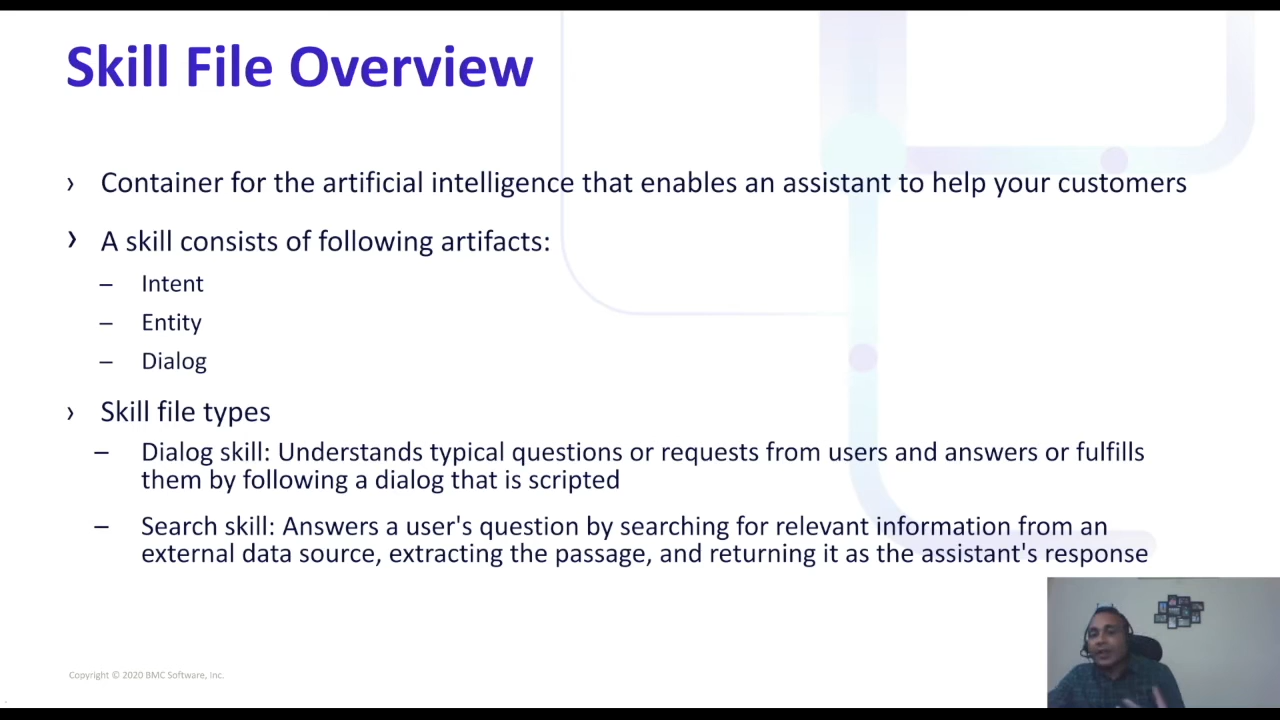 Skill File Overview
› Container for the artificial intelligence that enables an assistant to help your customers
› A skill consists of following artifacts:
– Intent
– Entity
– Dialog
› Skill file types
– Dialog skill: Understands typical questions or requests from users and answers or fulfills
them by following a dialog that is scripted
– Search skill: Answers a user's question by searching for relevant information from an
external data source, extracting the passage, and returning it as the assistant's response
Copyright © 2020 BMC Software, Inc.